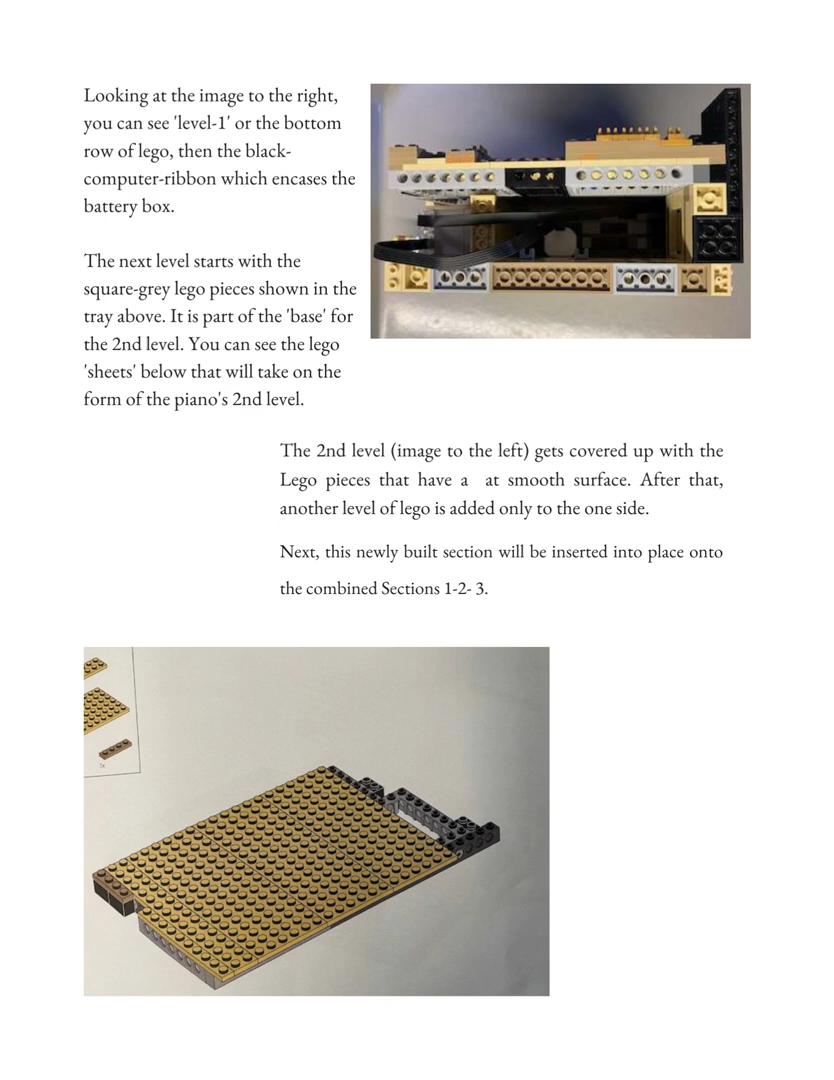 Looking at the image to the right,
you can see 'level-1' or the bottom
row of lego, then the black-
computer-ribbon which encases the
battery box.
The next level starts with the
square-grey lego pieces shown in the
tray above. It is part of the 'base' for
the 2nd level. You can see the lego
'sheets' below that will take on the
form of the piano's 2nd level.
The 2nd level (image to the left) gets covered up with the
Lego pieces that have a at smooth surface. After that,
another level of lego is added only to the one side.
Next, this newly built section will be inserted into place onto
the combined Sections 1-2- 3.